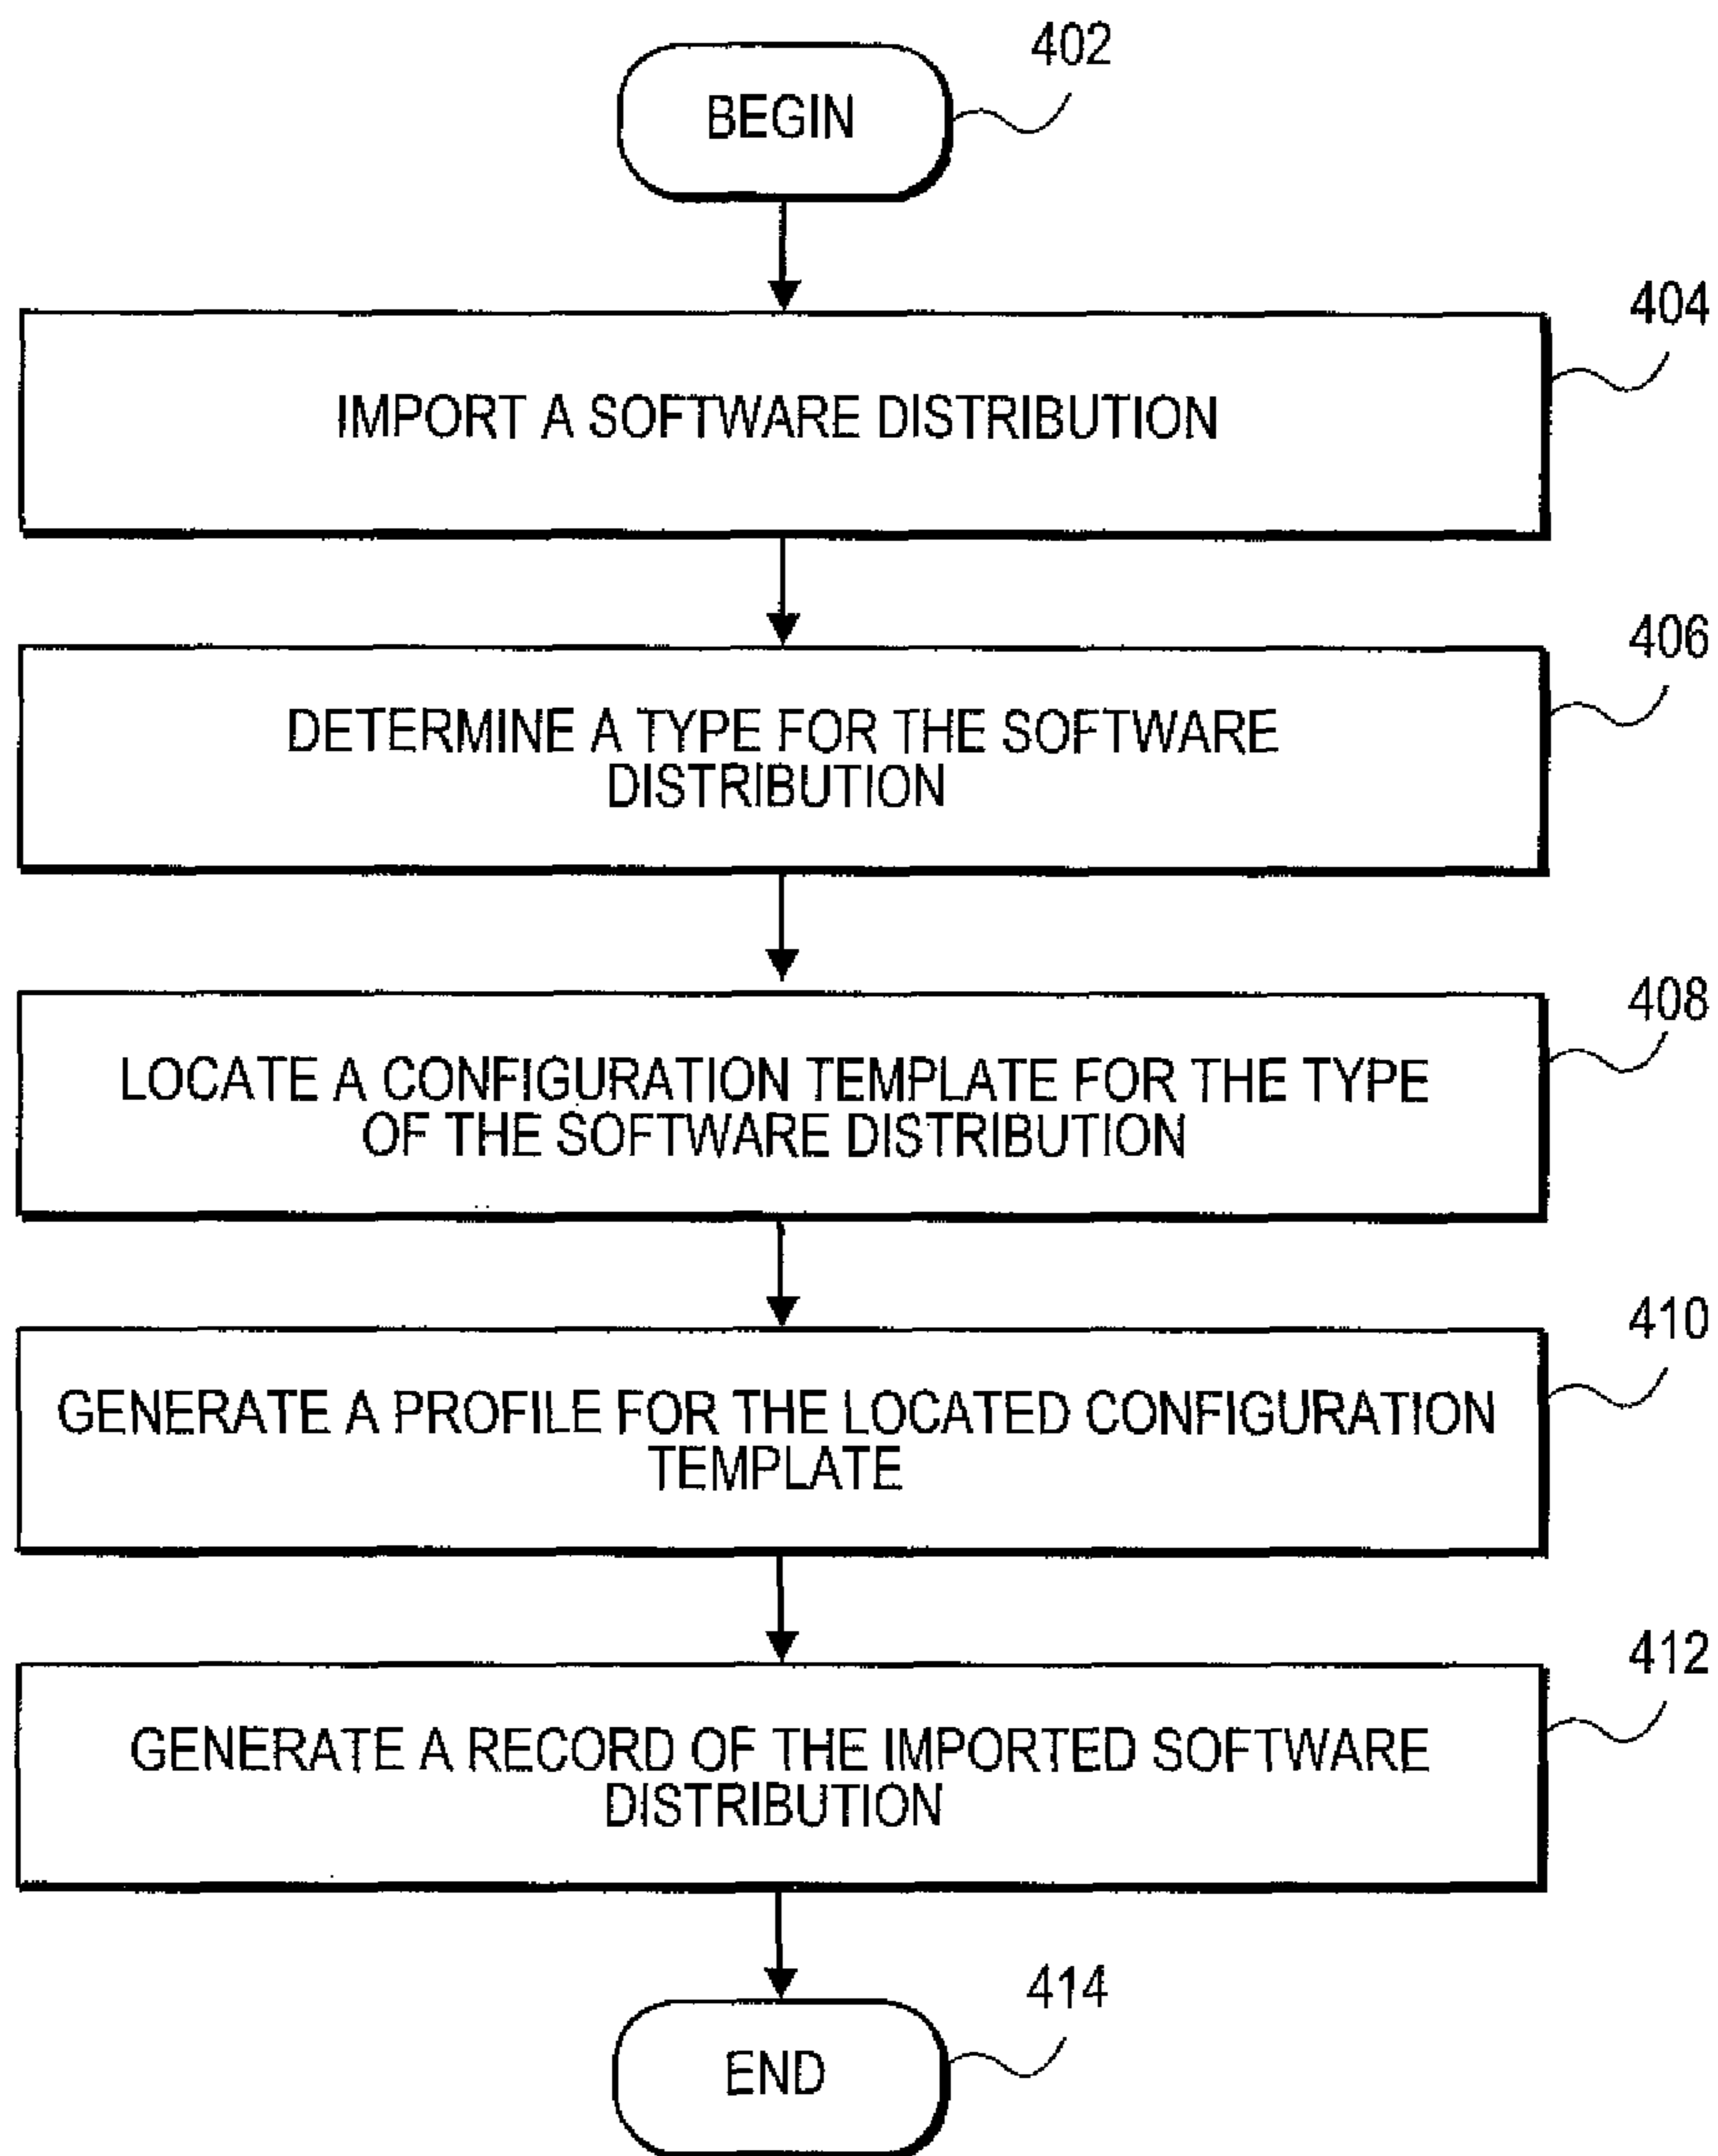 402
BEGIN
404
IMPORT A SOFTWARE DISTRIBUTION
406
DETERMINE A TYPE FOR THE SOFTWARE
DISTRIBUTION
408
LOCATE A CONFIGURATION TEMPLATE FOR THE TYPE
OF THE SOFTWARE DISTRIBUTION
410
GENERATE A PROFILE FOR THE LOCATED CONFIGURATION
TEMPLATE
412
GENERATE A RECORD OF THE IMPORTED SOFTWARE
DISTRIBUTION
414
END